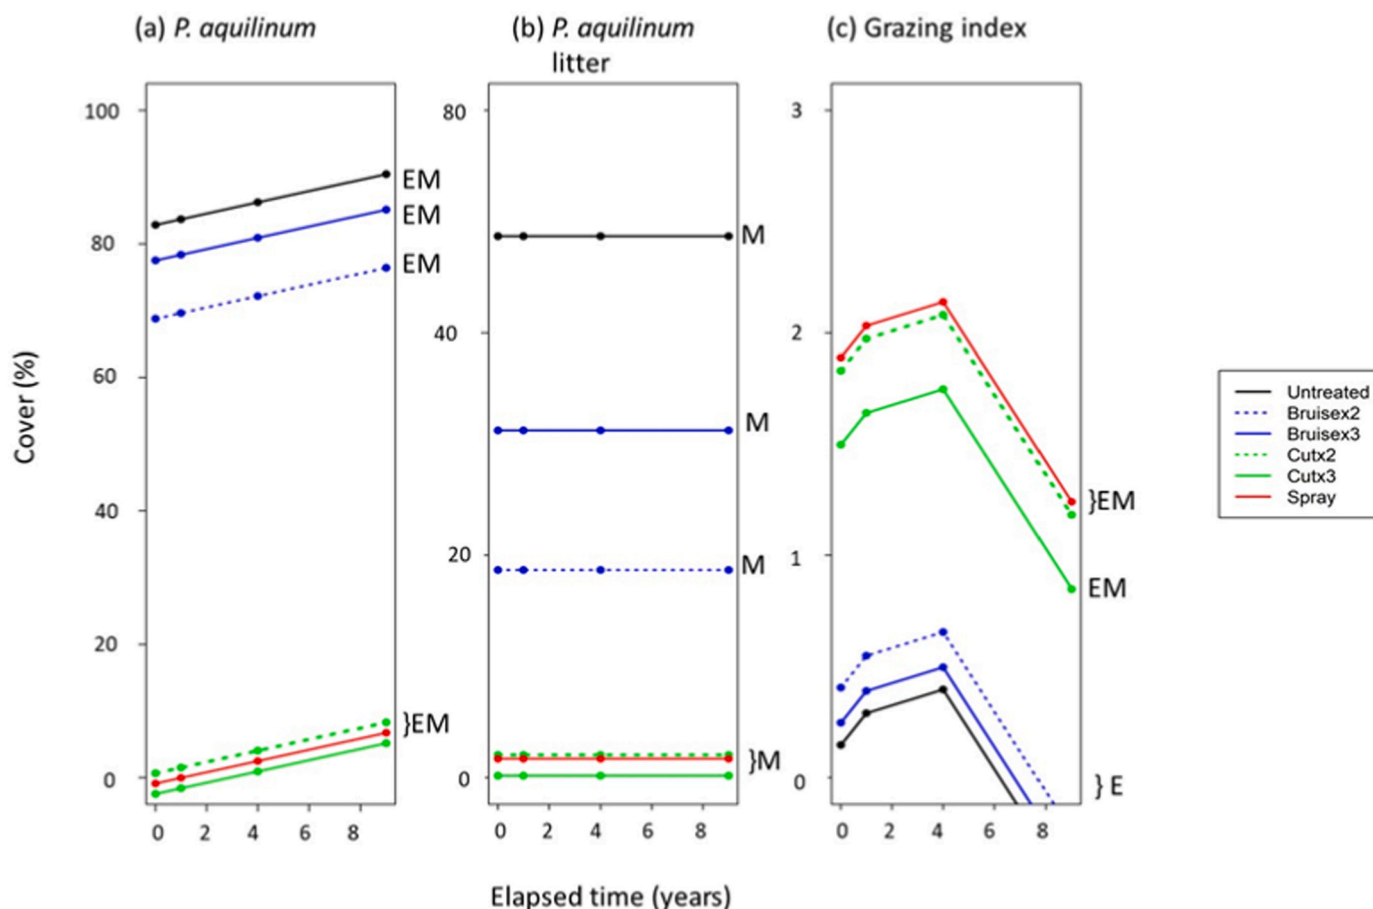 (a) P. aquilinum
(b) P. aquilinum
litter
(c) Grazing index
Cover (%)
100
80
60
40
20
0
0 2 4 6 8
EM
EM
EM
}EM
80
40
20
0
0 2 4 6 8
M
M
M
}M
3
2
1
0
0 2 4 6 8
}EM
EM
} E
Elapsed time (years)
Untreated
Bruisex2
Bruisex3
Cutx2
Cutx3
Spray